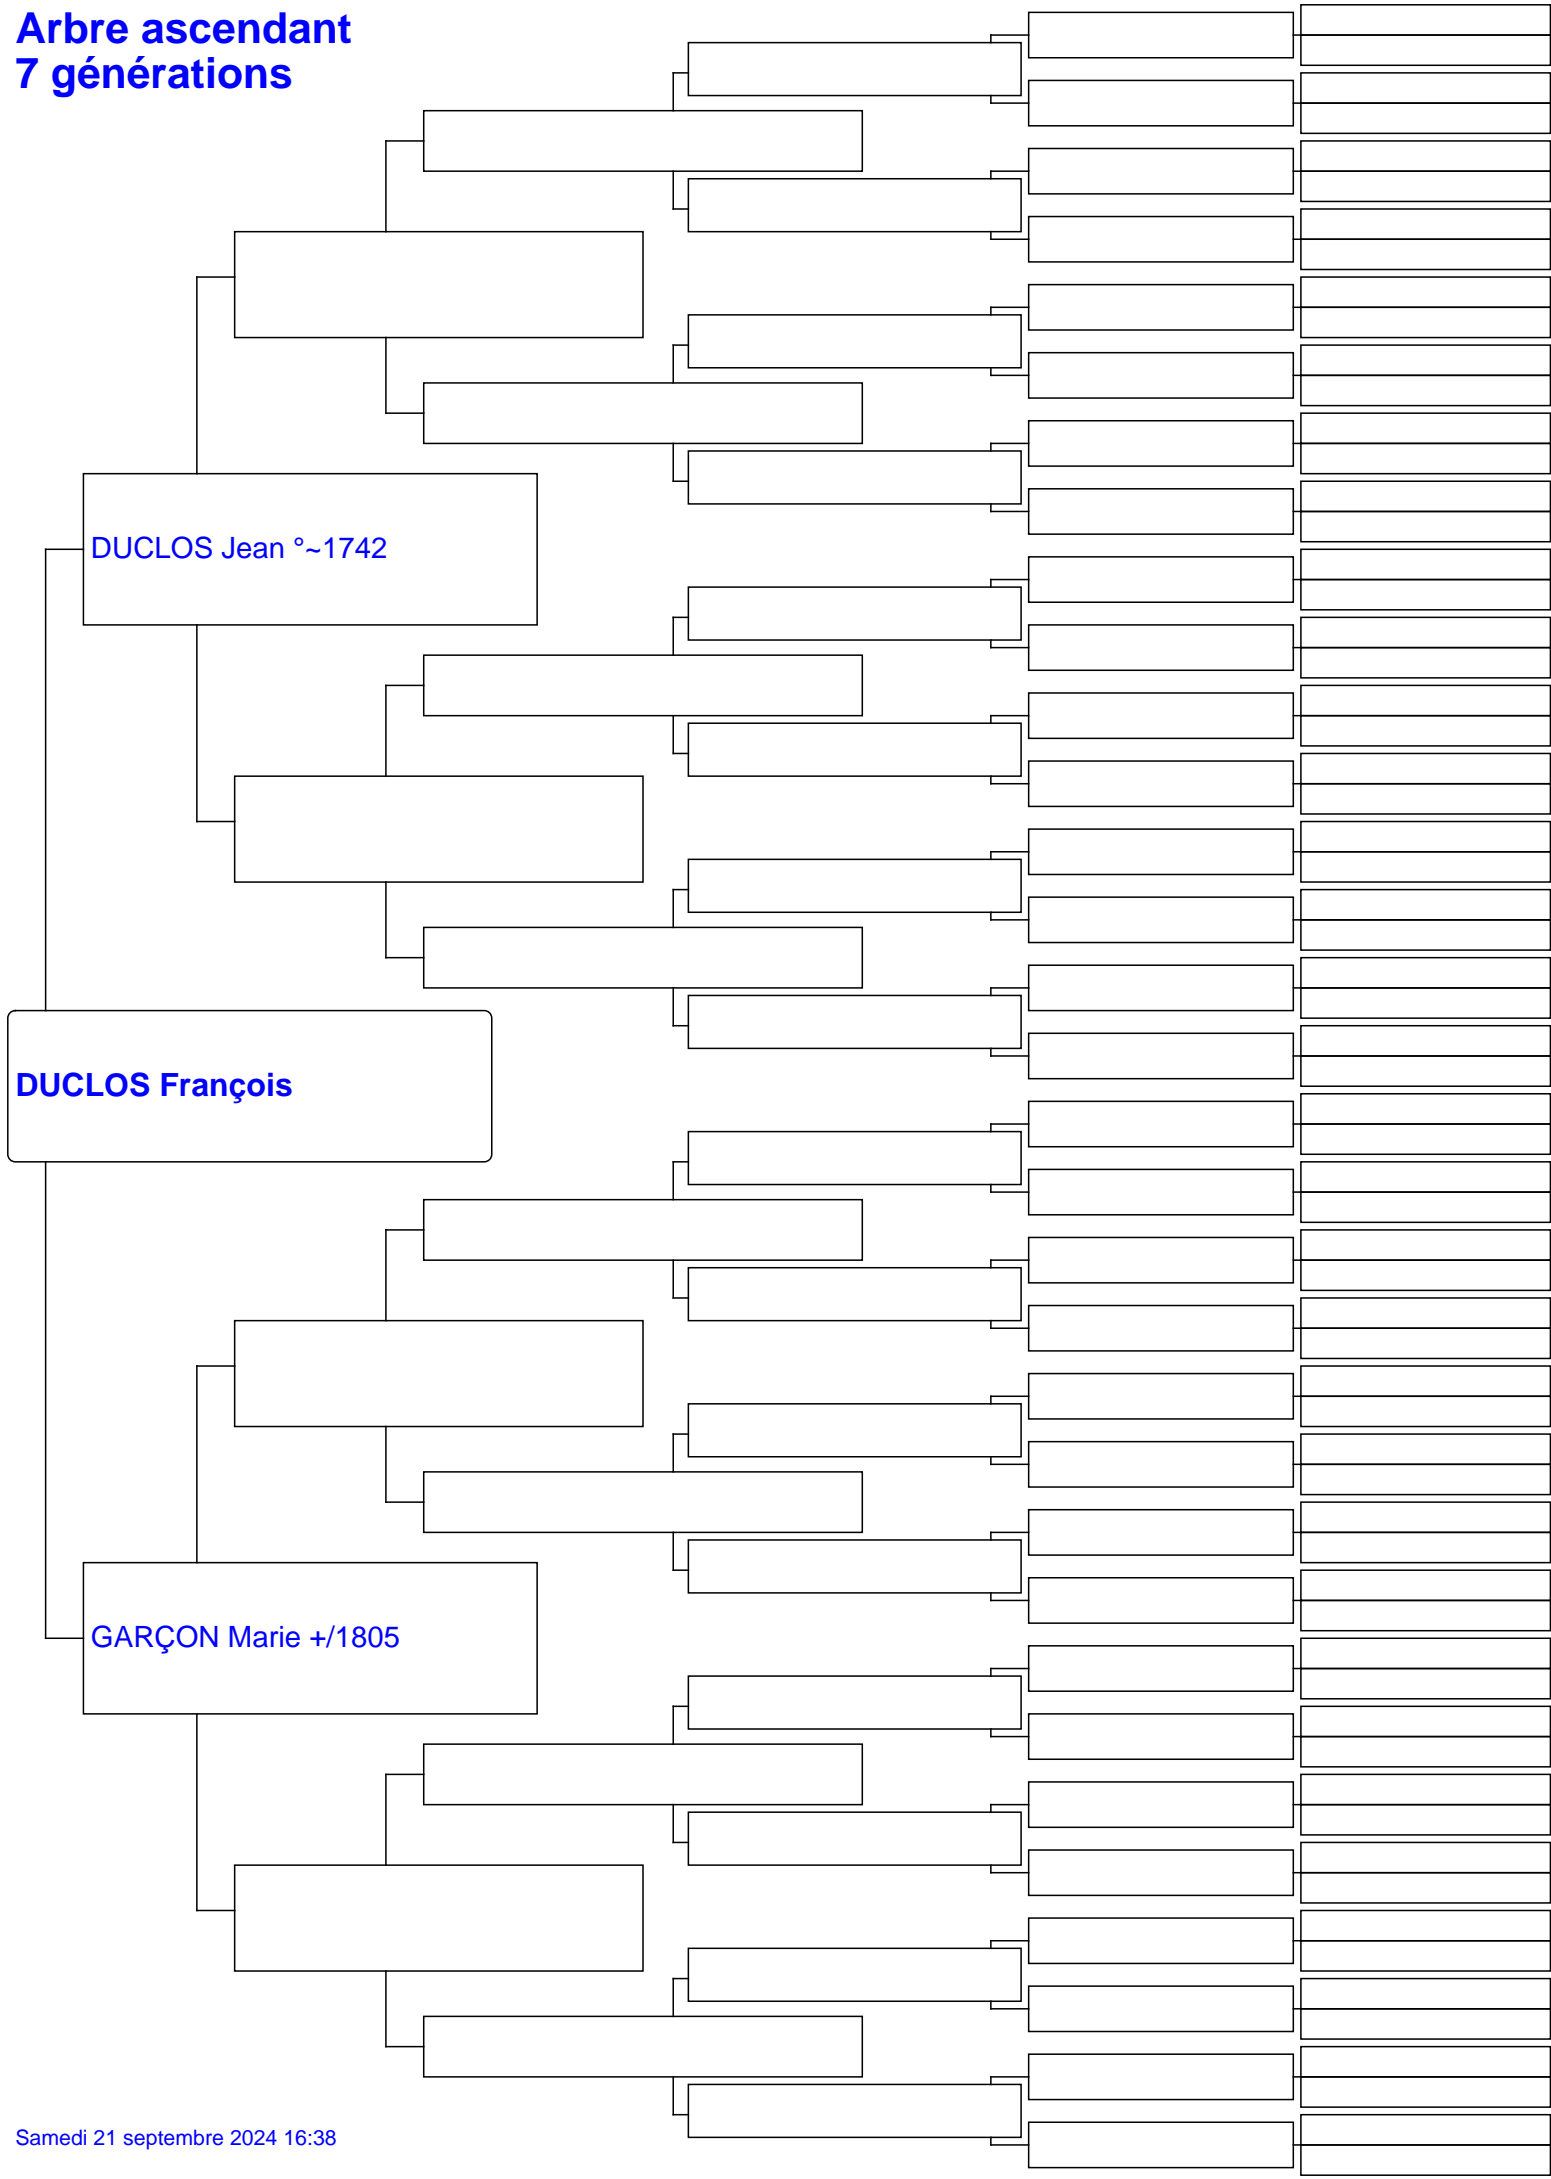 Arbre ascendant
7 générations
DUCLOS Jean °~1742
DUCLOS François
GARÇON Marie +/1805
Samedi 21 septembre 2024 16:38